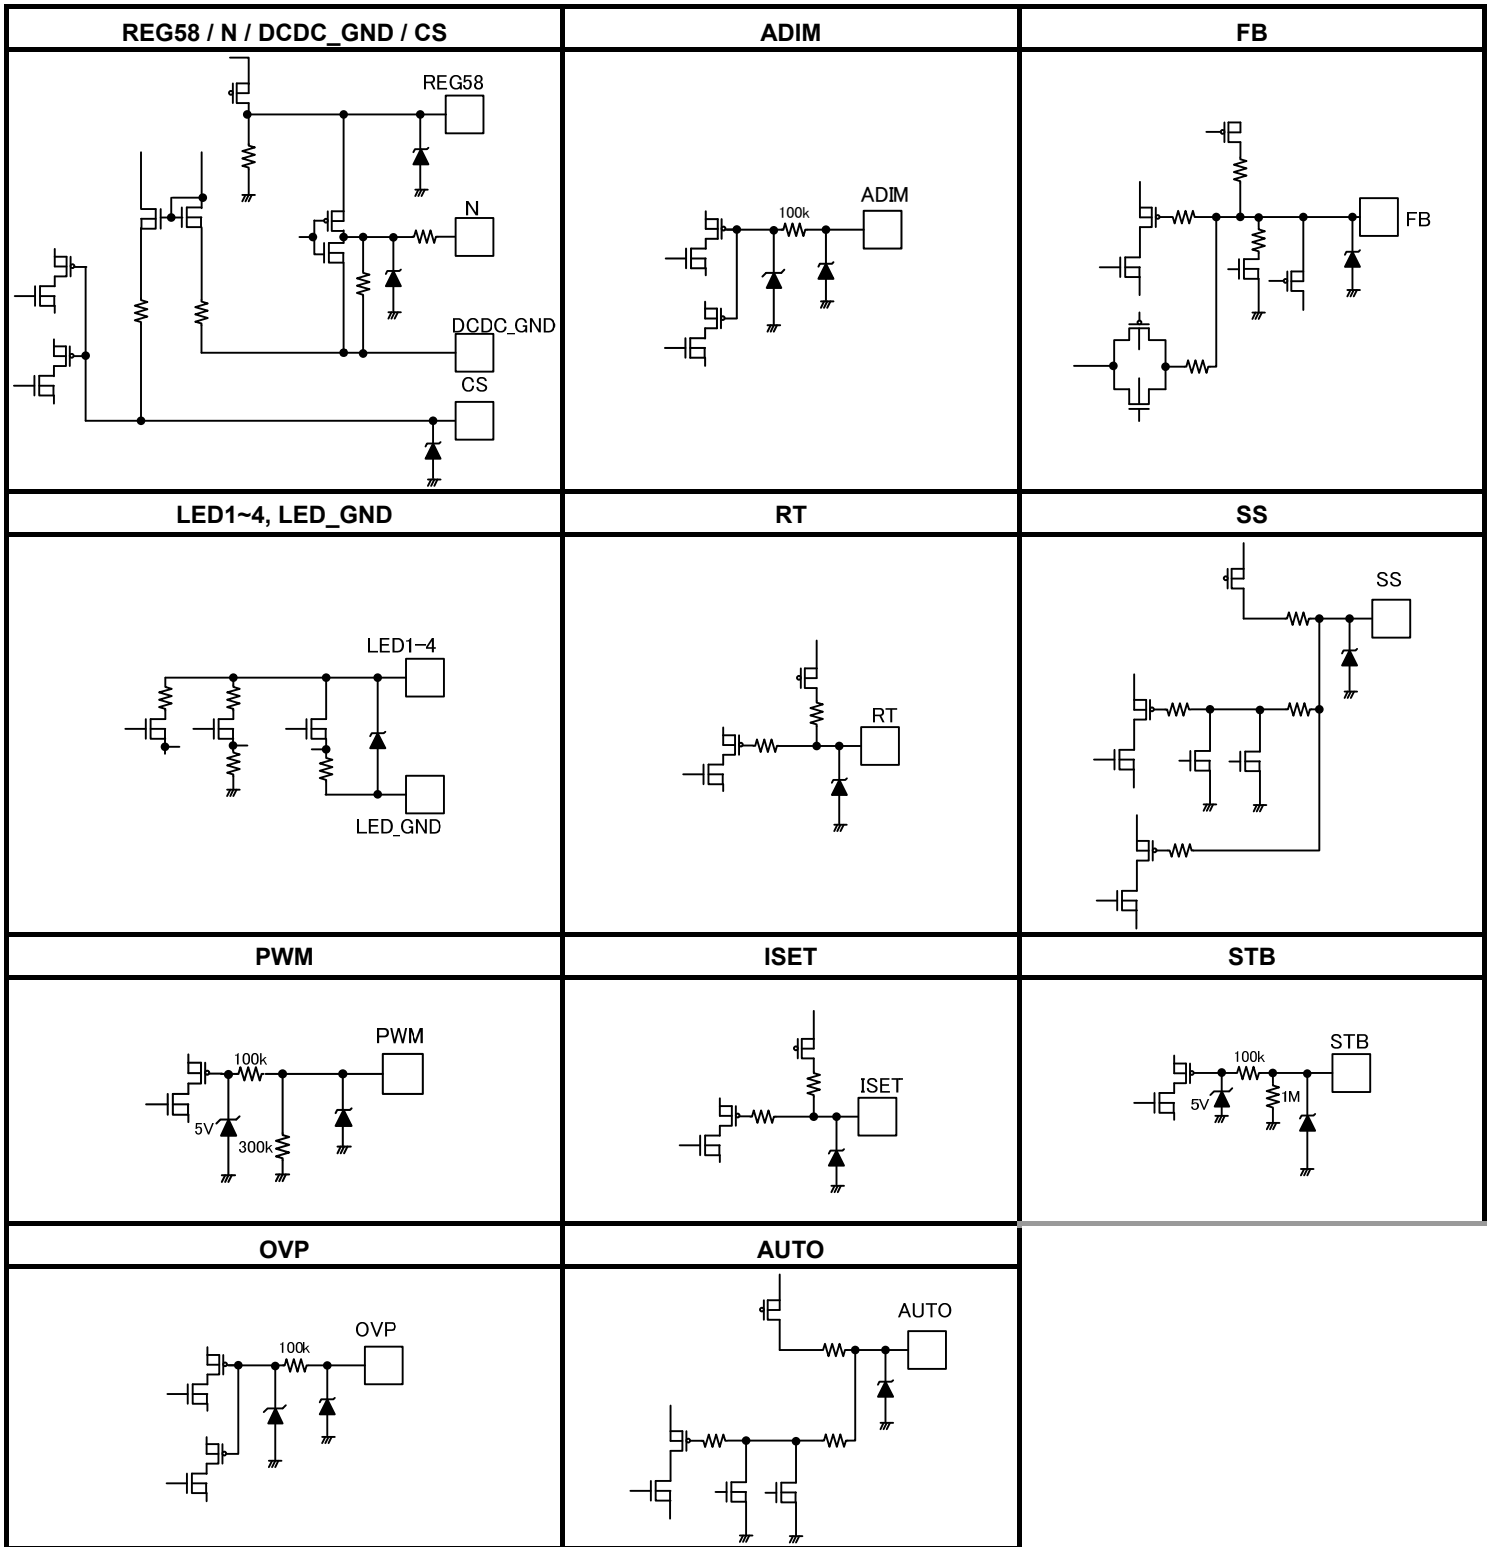 REG58 / N / DCDC_GND / CS
ADIM
FB
REG58
N
DCDC_GND
CS
ADIM
100k
FB
LED1~4, LED_GND
RT
SS
LED1-4
LED_GND
RT
SS
PWM
ISET
STB
PWM
100k
5V
300k
ISET
STB
100k
5V
1M
OVP
AUTO
OVP
100k
AUTO